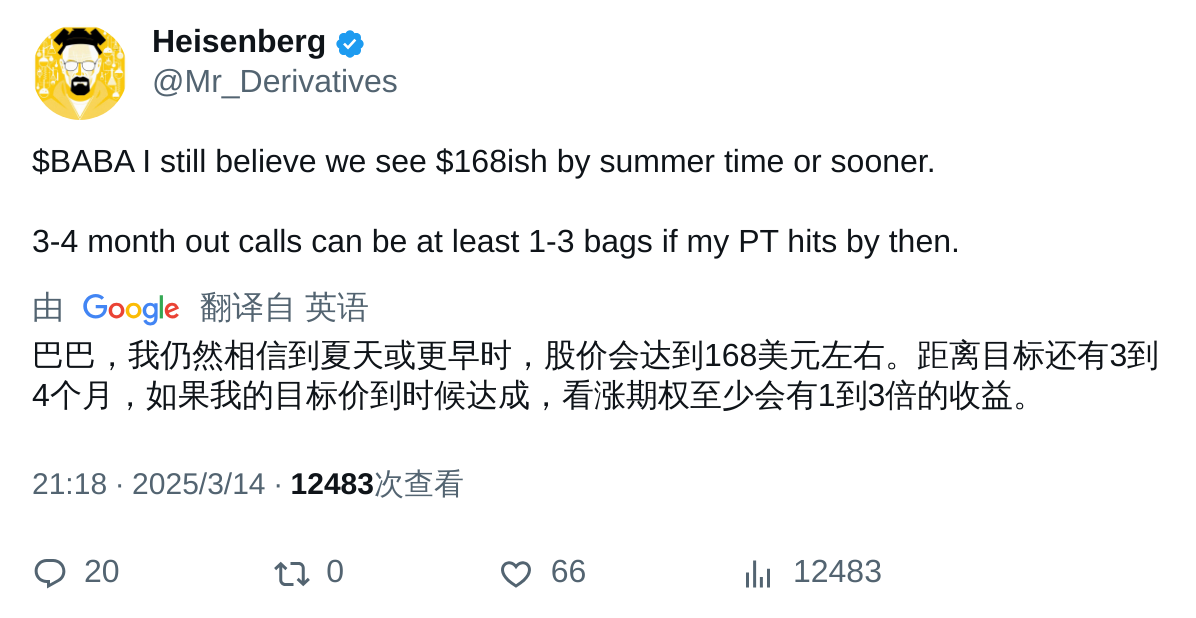 Heisenberg
@Mr_Derivatives
$BABA I still believe we see $168ish by summer time or sooner.
3-4 month out calls can be at least 1-3 bags if my PT hits by then.
由 Google 翻译自 英语
巴巴，我仍然相信到夏天或更早时，股价会达到168美元左右。距离目标还有3到
4个月，如果我的目标价到时候达成，看涨期权至少会有1到3倍的收益。
21:18 · 2025/3/14 · 12483次查看
20 0 66 12483